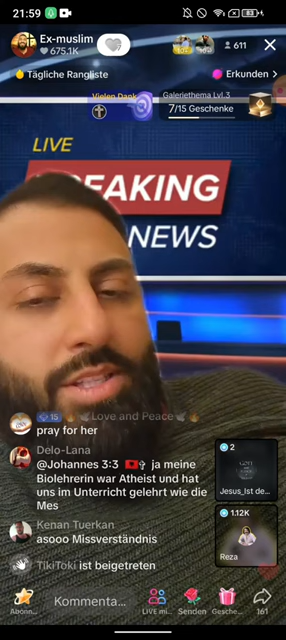 21:59
83
Ex-muslim
675.1K
611
Tägliche Rangliste
Erkunden >
Vielen Dank
Galeriethema Lvl.3
7/15 Geschenke
LIVE
BREAKING
NEWS
15
Love and Peace
pray for her
Delo-Lana
@Johannes 3:3 ja meine
Biolehrerin war Atheist und hat
uns im Unterricht gelehrt wie die
Mes
2
Jesus_Ist de...
Kenan Tuerkan
asooo Missverständnis
1.12K
Reza
TikiToki ist beigetreten
Kommenta...
Abonn...
LIVE mi...
Senden
Gesche...
161